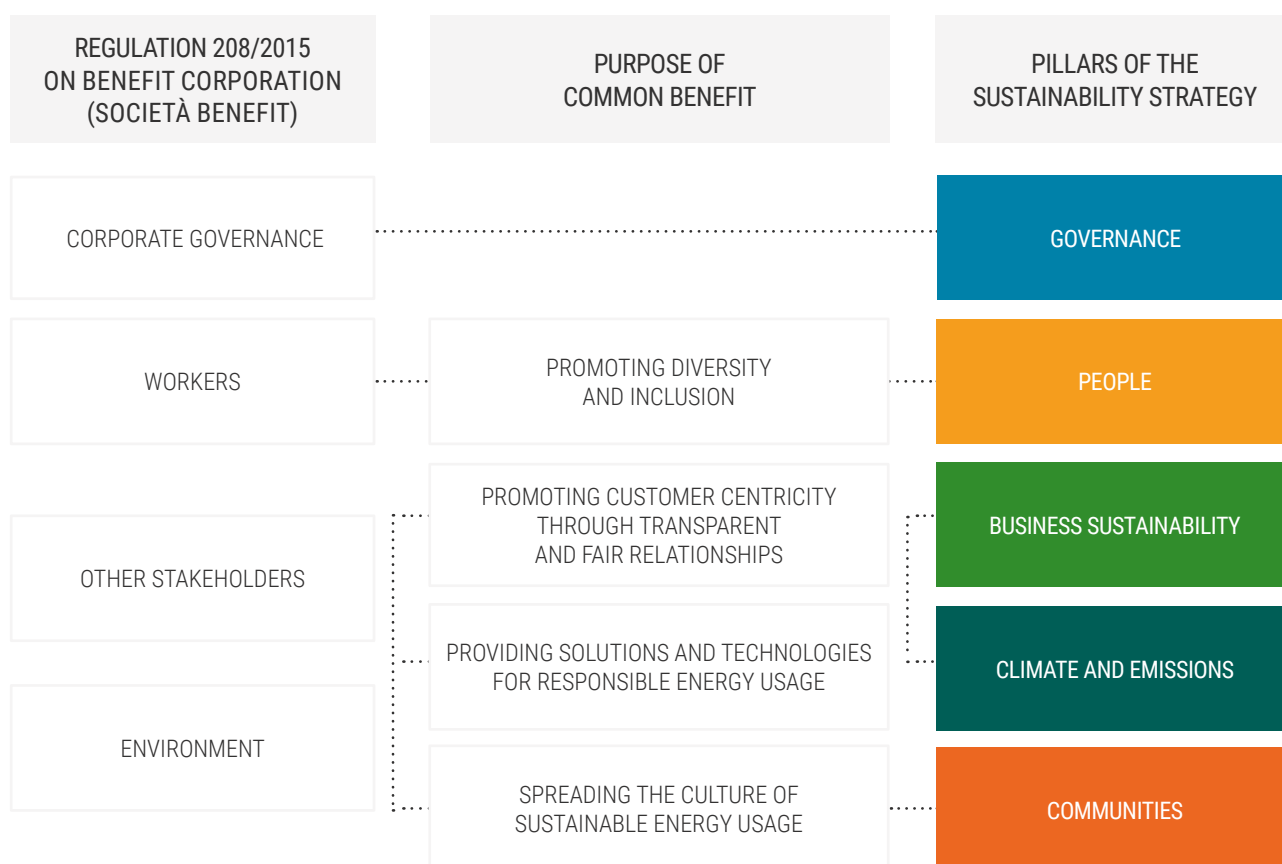 REGULATION 208/2015
ON BENEFIT CORPORATION
(SOCIETÀ BENEFIT)
PURPOSE OF
COMMON BENEFIT
PILLARS OF THE
SUSTAINABILITY STRATEGY
CORPORATE GOVERNANCE
GOVERNANCE
WORKERS
PROMOTING DIVERSITY
AND INCLUSION
PEOPLE
OTHER STAKEHOLDERS
PROMOTING CUSTOMER CENTRICITY
THROUGH TRANSPARENT
AND FAIR RELATIONSHIPS
BUSINESS SUSTAINABILITY
PROVIDING SOLUTIONS AND TECHNOLOGIES
FOR RESPONSIBLE ENERGY USAGE
CLIMATE AND EMISSIONS
ENVIRONMENT
SPREADING THE CULTURE OF
SUSTAINABLE ENERGY USAGE
COMMUNITIES